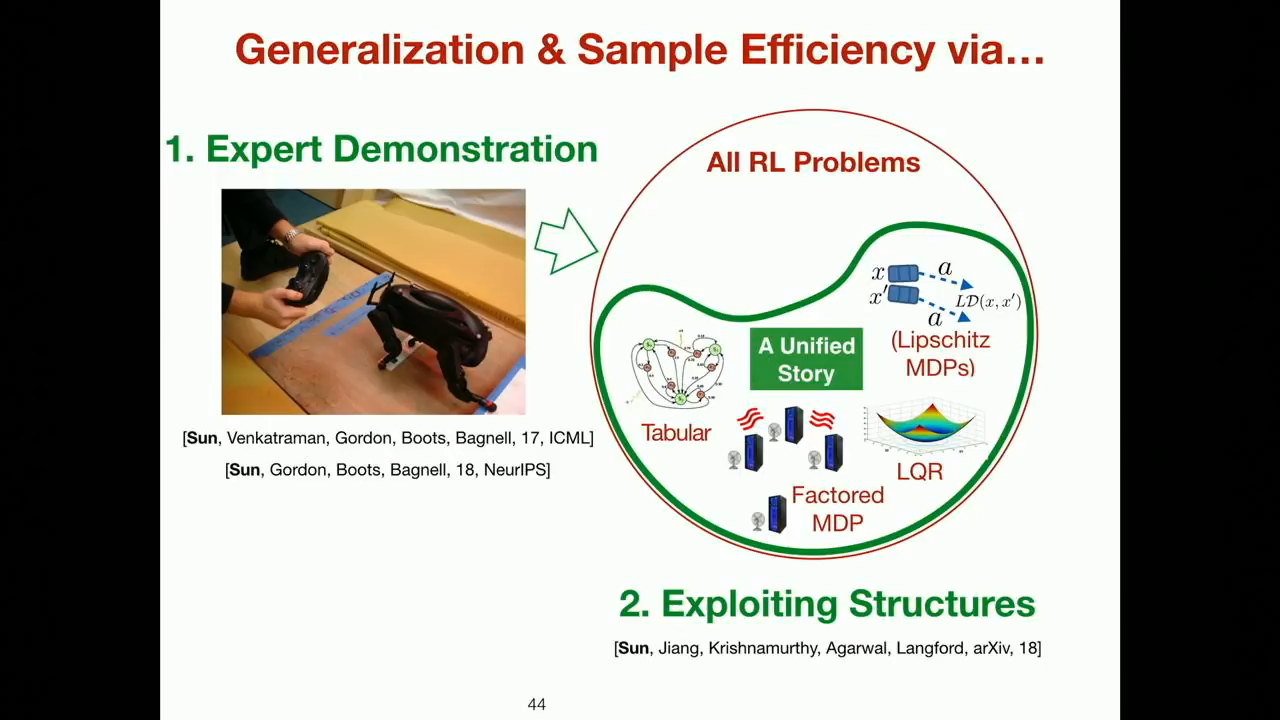 Generalization & Sample Efficiency via…
1. Expert Demonstration
[Sun, Venkatraman, Gordon, Boots, Bagnell, 17, ICML]
[Sun, Gordon, Boots, Bagnell, 18, NeurIPS]
All RL Problems
x
a
x'
a
LD(x, x')
(Lipschitz
MDPs)
A Unified
Story
Tabular
LQR
Factored
MDP
2. Exploiting Structures
[Sun, Jiang, Krishnamurthy, Agarwal, Langford, arXiv, 18]
44